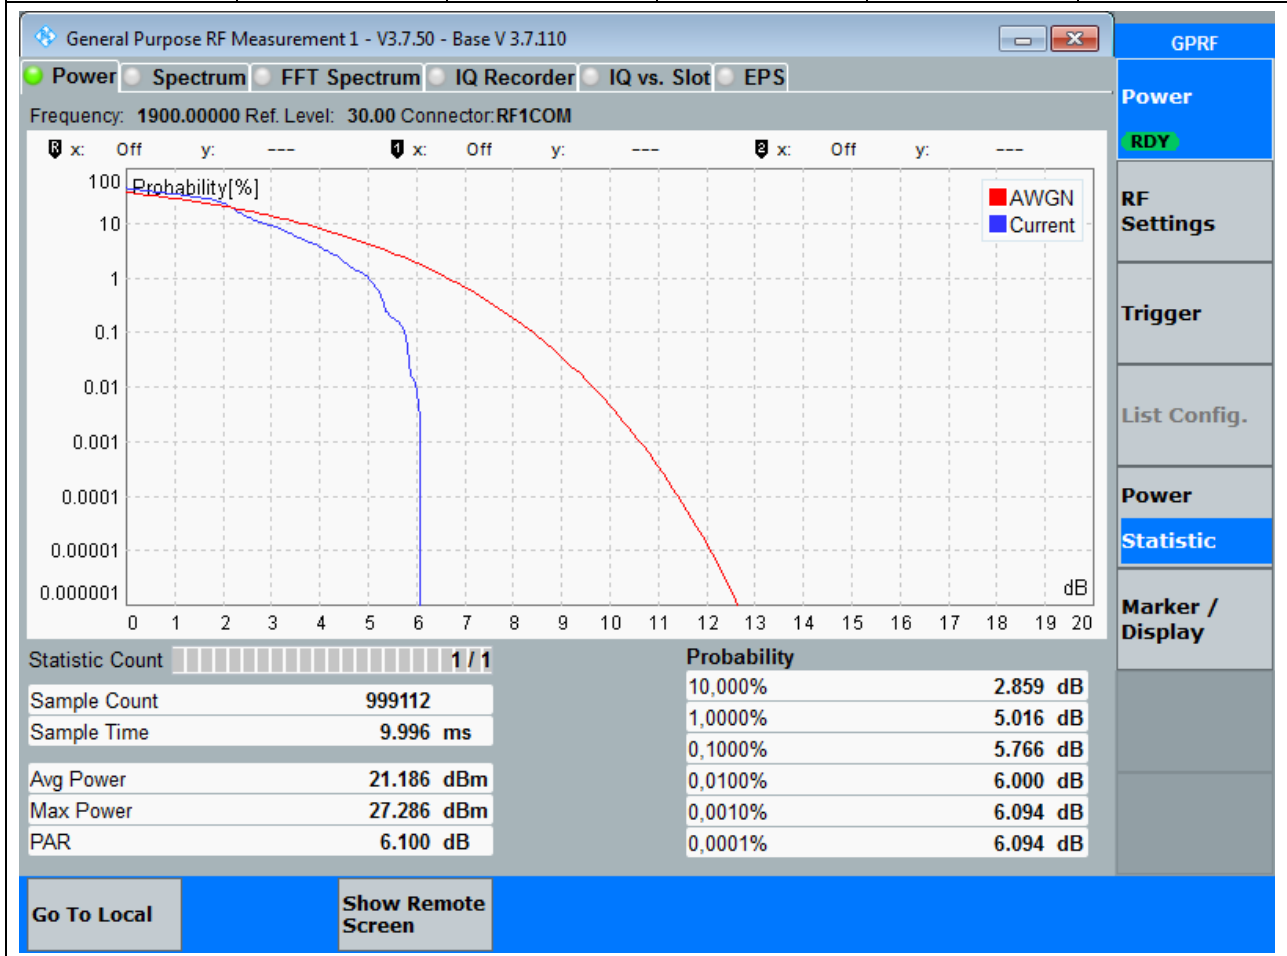 General Purpose RF Measurement 1 - V3.7.50 - Base V 3.7.110
GPRF
Power Spectrum FFT Spectrum IQ Recorder IQ vs. Slot EPS
Power
RDY
Frequency: 1900.00000 Ref. Level: 30.00 Connector: RF1COM
R x: Off y: --- 1 x: Off y: --- 2 x: Off y: ---
Probability[%]
AWGN
Current
100
10
1
0.1
0.01
0.001
0.0001
0.00001
0.000001
dB
0 1 2 3 4 5 6 7 8 9 10 11 12 13 14 15 16 17 18 19 20
RF
Settings
Trigger
List Config.
Power
Statistic
Marker /
Display
Statistic Count 1 / 1
Sample Count 999112
Sample Time 9.996 ms
Avg Power 21.186 dBm
Max Power 27.286 dBm
PAR 6.100 dB
Probability
10,000% 2.859 dB
1,0000% 5.016 dB
0,1000% 5.766 dB
0,0100% 6.000 dB
0,0010% 6.094 dB
0,0001% 6.094 dB
Go To Local
Show Remote
Screen